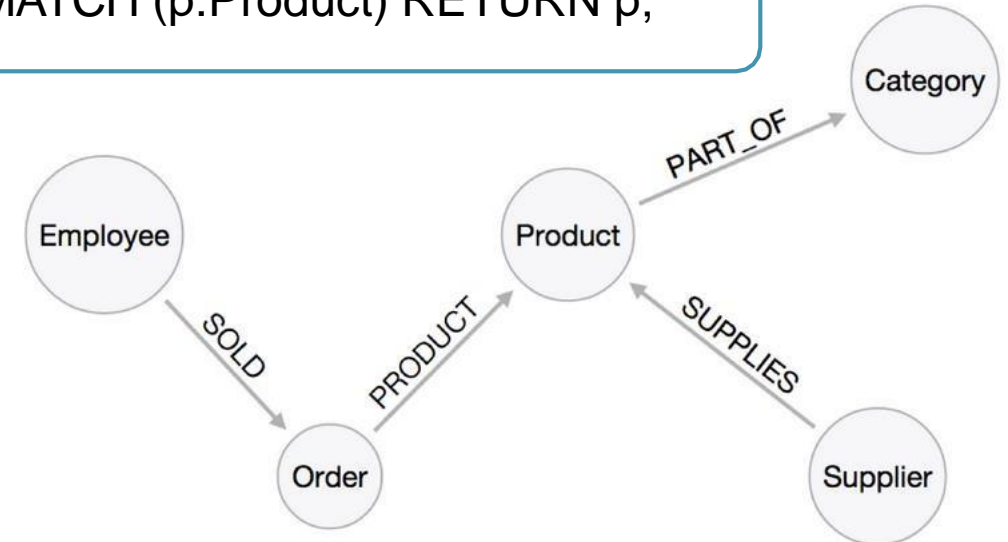 MATCH (p:Product) RETURN p;
Category
PART_OF
Employee
Product
SOLD
PRODUCT
SUPPLIES
Order
Supplier